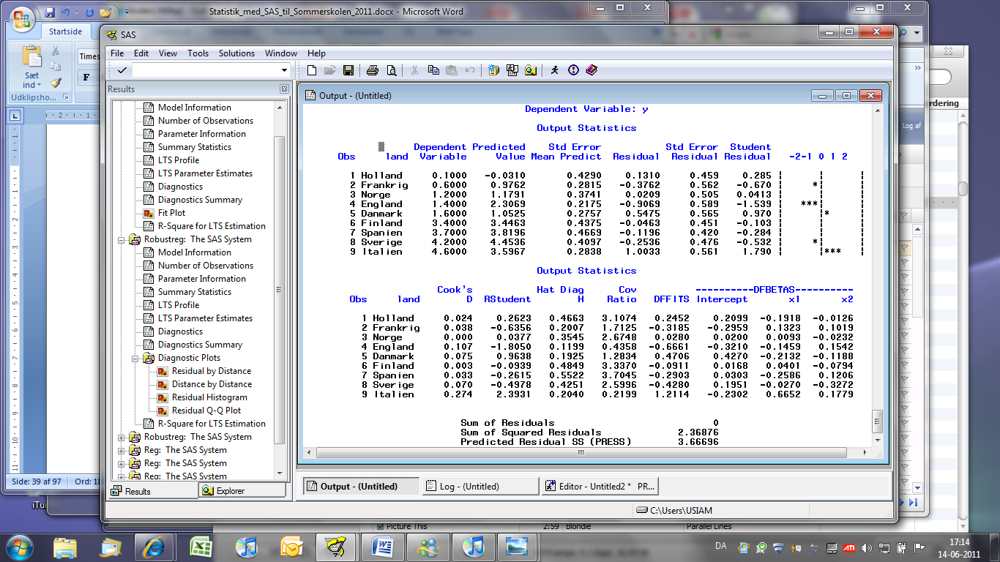 Statistik_med_SAS_til_Sommerskolen_2011.docx - Microsoft Word
Startside
Sæt
ind
Times
F
Udklipsho...
SAS
File Edit View Tools Solutions Window Help
Results
Model Information
Number of Observations
Parameter Information
Summary Statistics
LTS Profile
LTS Parameter Estimates
Diagnostics
Diagnostics Summary
Fit Plot
R-Square for LTS Estimation
Robustreg: The SAS System
Model Information
Number of Observations
Parameter Information
Summary Statistics
LTS Profile
LTS Parameter Estimates
Diagnostics
Diagnostics Summary
Diagnostic Plots
Residual by Distance
Distance by Distance
Residual Histogram
Residual Q-Q Plot
R-Square for LTS Estimation
Robustreg: The SAS System
Reg: The SAS System
Reg: The SAS System
Reg: The SAS System
Results Explorer
Output - (Untitled)
Dependent Variable: y
Output Statistics
Dependent Predicted Std Error Std Error Student
Obs land Variable Value Mean Predict Residual Residual Residual -2-1 0 1 2
1 Holland 0.1000 -0.0310 0.4290 0.1310 0.459 0.285 | | |
2 Frankrig 0.6000 0.9762 0.2815 -0.3762 0.562 -0.670 | *| |
3 Norge 1.2000 1.1791 0.3741 0.0209 0.505 0.0413 | | |
4 England 1.4000 2.3069 0.2175 -0.9069 0.589 -1.539 | ***| |
5 Danmark 1.6000 1.0525 0.2757 0.5475 0.565 0.970 | |* |
6 Finland 3.4000 3.4463 0.4375 -0.0463 0.451 -0.103 | | |
7 Spanien 3.7000 3.8196 0.4669 -0.1196 0.420 -0.284 | | |
8 Sverige 4.2000 4.4536 0.4097 -0.2536 0.476 -0.532 | *| |
9 Italien 4.6000 3.5967 0.2838 1.0033 0.561 1.790 | |*** |
Output Statistics
Cook's Hat Diag Cov ----------DFBETAS----------
Obs land D RStudent H Ratio DFFITS Intercept x1 x2
1 Holland 0.024 0.2623 0.4663 3.1074 0.2452 0.2099 -0.1918 -0.0126
2 Frankrig 0.038 -0.6356 0.2007 1.7125 -0.3185 -0.2959 0.1323 0.1019
3 Norge 0.000 0.0377 0.3545 2.6748 0.0280 0.0200 0.0093 -0.0232
4 England 0.107 -1.8050 0.1199 0.4358 -0.6661 -0.3210 -0.1459 0.1542
5 Danmark 0.075 0.9638 0.1925 1.2834 0.4706 0.4270 -0.2132 -0.1188
6 Finland 0.003 -0.0939 0.4849 3.3370 -0.0911 0.0168 0.0401 -0.0794
7 Spanien 0.033 -0.2615 0.5522 3.7045 -0.2903 0.0303 -0.2586 0.1206
8 Sverige 0.070 -0.4978 0.4251 2.5996 -0.4280 0.1951 -0.0270 -0.3272
9 Italien 0.274 2.3931 0.2040 0.2199 1.2114 -0.2302 0.6652 0.1779
Sum of Residuals 0
Sum of Squared Residuals 2.36876
Predicted Residual SS (PRESS) 3.66696
Output - (Untitled) Log - (Untitled) Editor - Untitled2 * PR...
C:\Users\USIAM
rdering
Log af
Side: 39 af 97 Ord: 18
iTu
Picture This 2:59 Blondie Parallel Lines
DA
17:14
14-06-2011